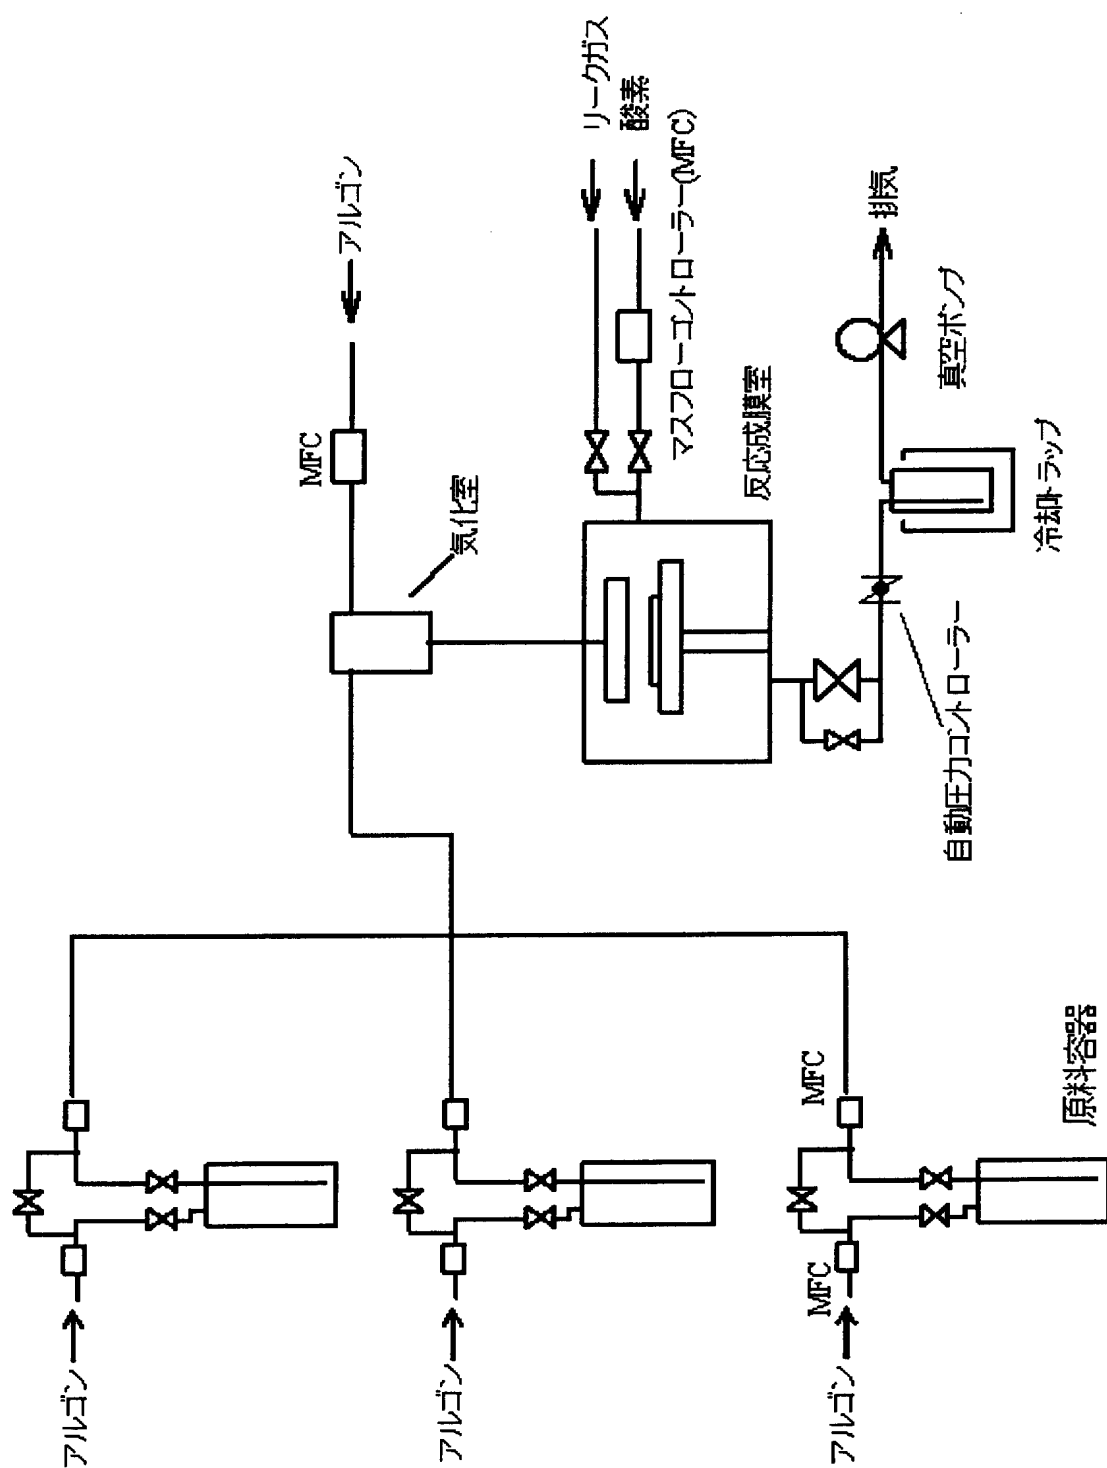 アルゴン
アルゴン
アルゴン
MFC
MFC
原料容器
アルゴン
MFC
気化室
リークガス
酸素
マスフローコントローラー(MFC)
反応成膜室
自動圧力コントローラー
冷却トラップ
真空ポンプ
排気